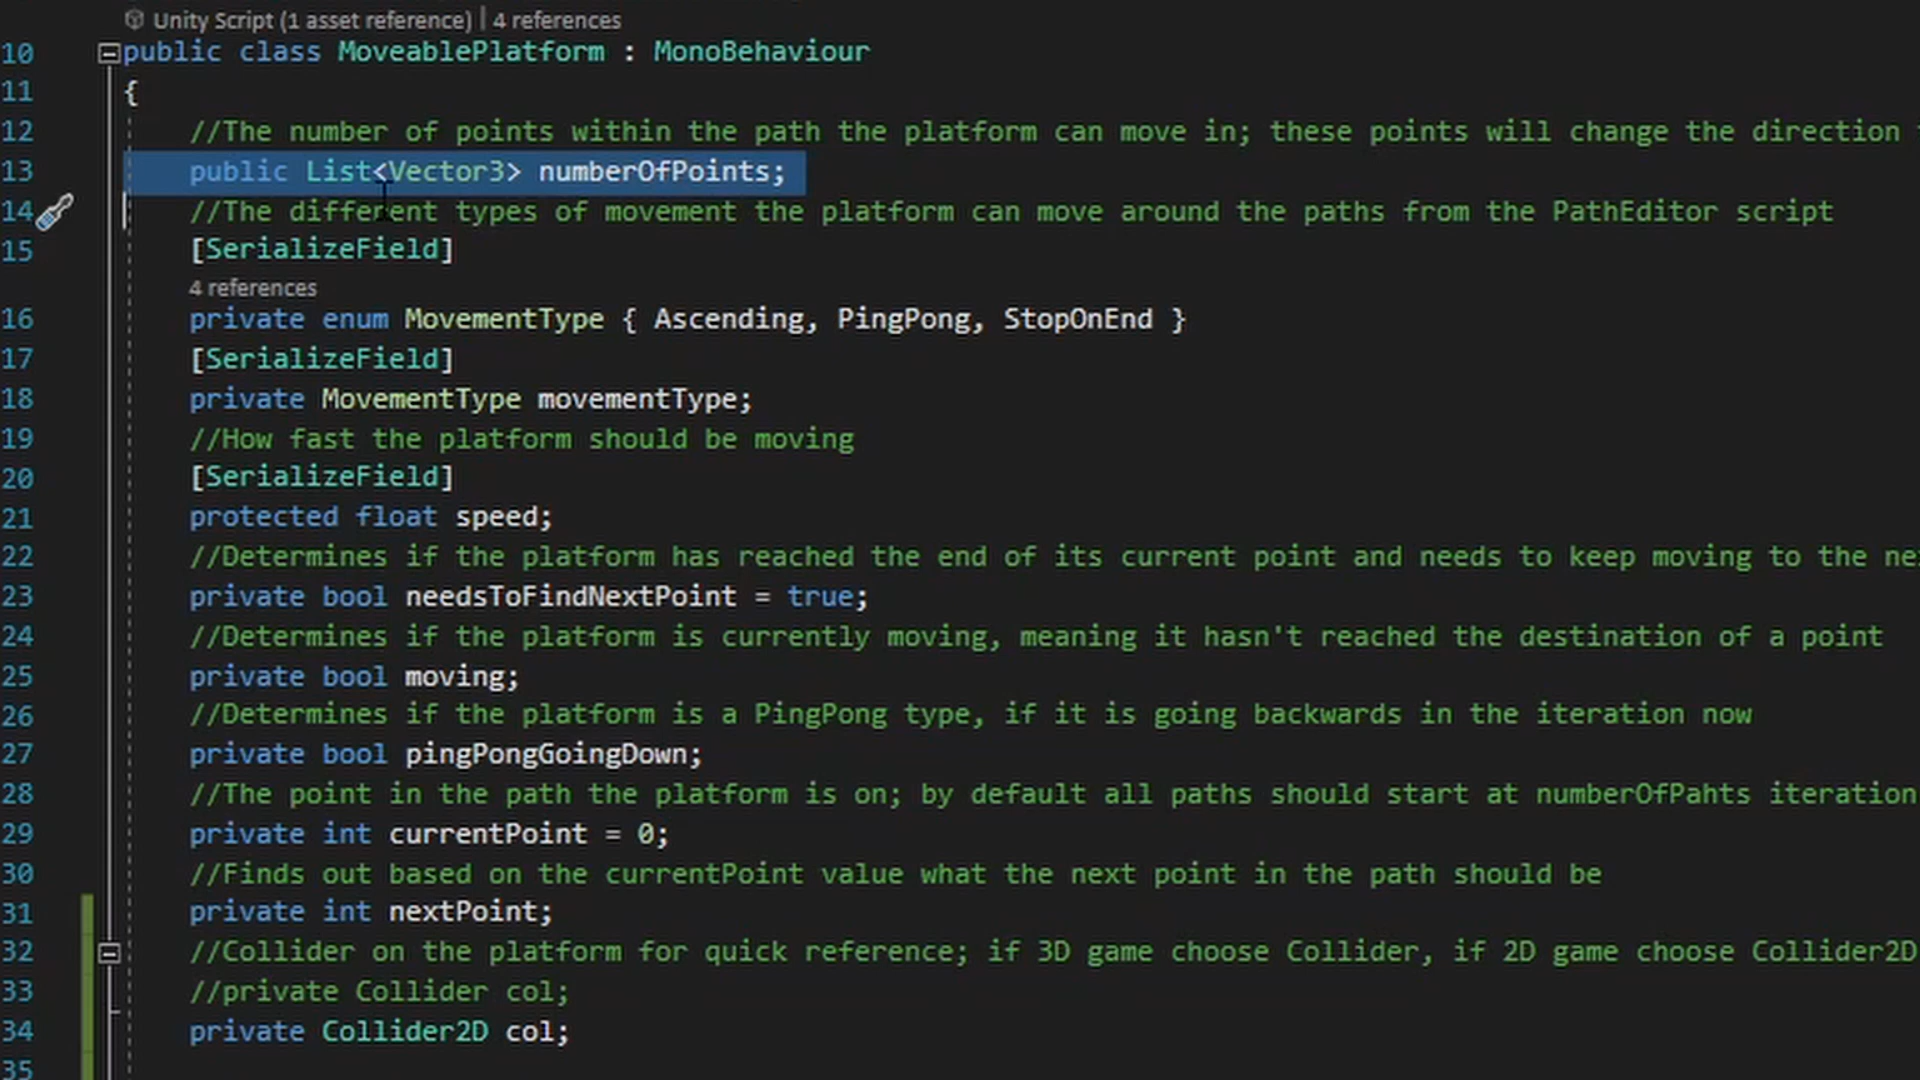 Unity Script (1 asset reference) | 4 references
10 public class MoveablePlatform : MonoBehaviour
11 {
12 //The number of points within the path the platform can move in; these points will change the direction
13 public List<Vector3> numberOfPoints;
14 //The different types of movement the platform can move around the paths from the PathEditor script
15 [SerializeField]
4 references
16 private enum MovementType { Ascending, PingPong, StopOnEnd }
17 [SerializeField]
18 private MovementType movementType;
19 //How fast the platform should be moving
20 [SerializeField]
21 protected float speed;
22 //Determines if the platform has reached the end of its current point and needs to keep moving to the
23 private bool needsToFindNextPoint = true;
24 //Determines if the platform is currently moving, meaning it hasn't reached the destination of a point
25 private bool moving;
26 //Determines if the platform is a PingPong type, if it is going backwards in the iteration now
27 private bool pingPongGoingDown;
28 //The point in the path the platform is on; by default all paths should start at numberOfPahts iteration
29 private int currentPoint = 0;
30 //Finds out based on the currentPoint value what the next point in the path should be
31 private int nextPoint;
32 //Collider on the platform for quick reference; if 3D game choose Collider, if 2D game choose Collider2D
33 //private Collider col;
34 private Collider2D col;
35